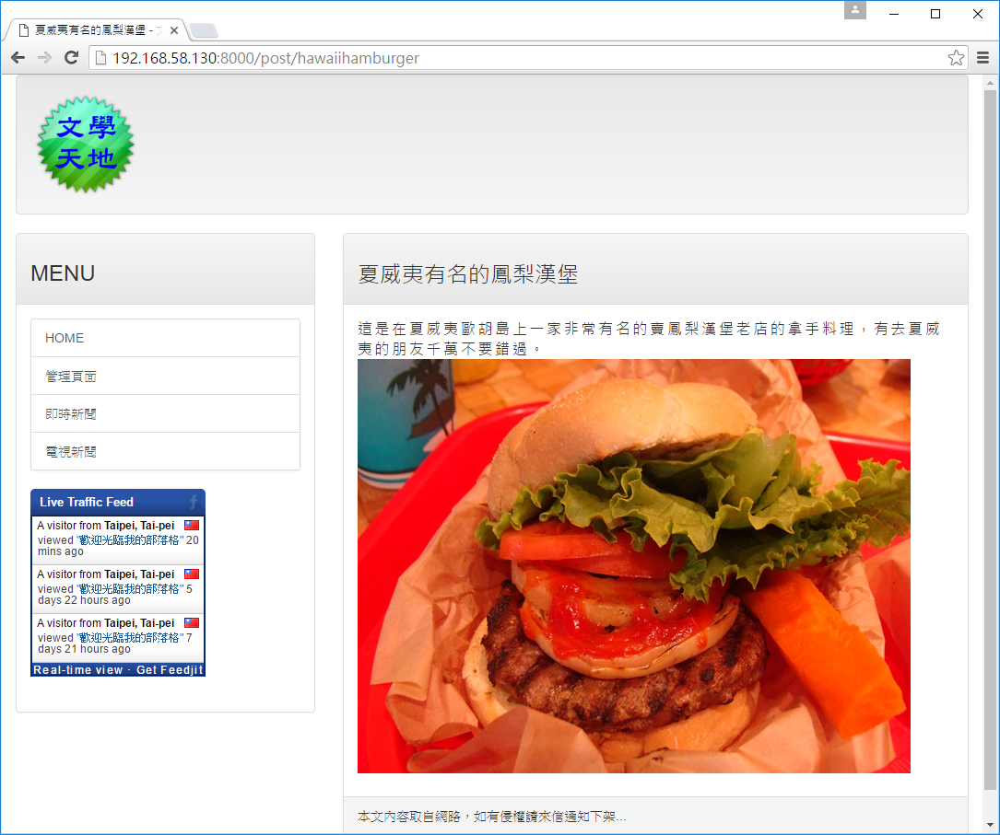 夏威夷有名的鳳梨漢堡 -
192.168.58.130:8000/post/hawaiihamburger
文學
天地
MENU
HOME
管理頁面
即時新聞
電視新聞
Live Traffic Feed
A visitor from Taipei, Tai-pei
viewed "歡迎光臨我的部落格" 20
mins ago
A visitor from Taipei, Tai-pei
viewed "歡迎光臨我的部落格" 5
days 22 hours ago
A visitor from Taipei, Tai-pei
viewed "歡迎光臨我的部落格" 7
days 21 hours ago
Real-time view · Get Feedjit
夏威夷有名的鳳梨漢堡
這是在夏威夷歐胡島上一家非常有名的賣鳳梨漢堡老店的拿手料理，有去夏威
夷的朋友千萬不要錯過。
本文內容取自網路，如有侵權請來信通知下架...